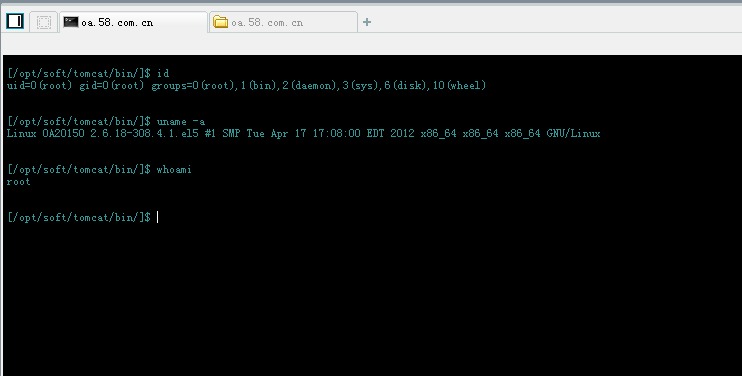 oa.58.com.cn
oa.58.com.cn
[/opt/soft/tomcat/bin/]$ id
uid=0(root) gid=0(root) groups=0(root),1(bin),2(daemon),3(sys),6(disk),10(wheel)
[/opt/soft/tomcat/bin/]$ uname -a
Linux OA20150 2.6.18-308.4.1.el5 #1 SMP Tue Apr 17 17:08:00 EDT 2012 x86_64 x86_64 x86_64 GNU/Linux
[/opt/soft/tomcat/bin/]$ whoami
root
[/opt/soft/tomcat/bin/]$